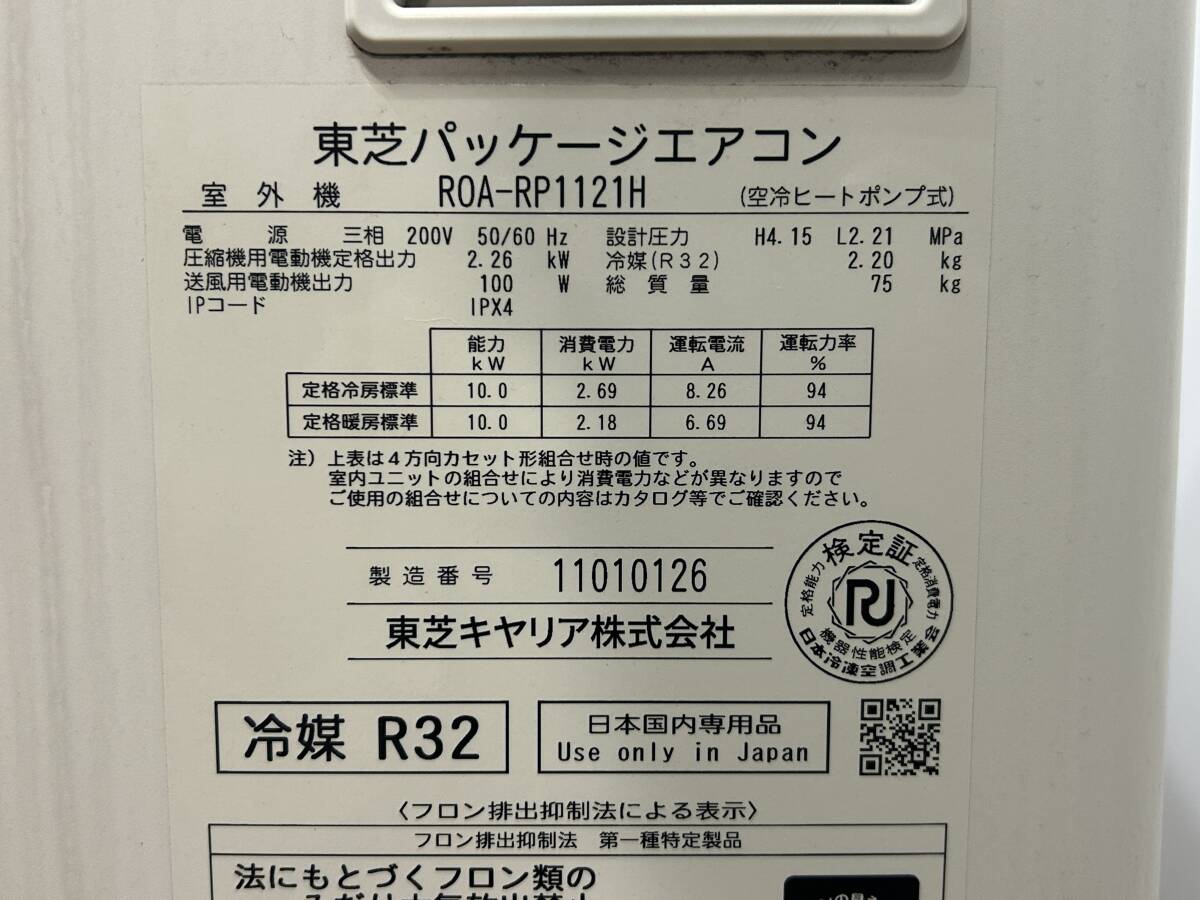 東芝パッケージエアコン
室外機 ROA-RP1121H (空冷ヒートポンプ式)
電源 三相 200V 50/60 Hz 設計圧力 H4.15 L2.21 MPa
圧縮機用電動機定格出力 2.26 kW 冷媒(R32) 2.20 kg
送風用電動機出力 100 W 総質量 75 kg
IPコード IPX4
能力 消費電力 運転電流 運転力率
kW kW A %
定格冷房標準 10.0 2.69 8.26 94
定格暖房標準 10.0 2.18 6.69 94
注) 上表は4方向カセット形組合せ時の値です。
室内ユニットの組合せにより消費電力などが異なりますので
ご使用の組合せについての内容はカタログ等でご確認ください。
製造番号 11010126
東芝キヤリア株式会社
検定証
定格能力
定格消費電力
RJ
機器性能検定
日本冷凍空調工業会
冷媒 R32
日本国内専用品
Use only in Japan
〈フロン排出抑制法による表示〉
フロン排出抑制法 第一種特定製品
法にもとづくフロン類の